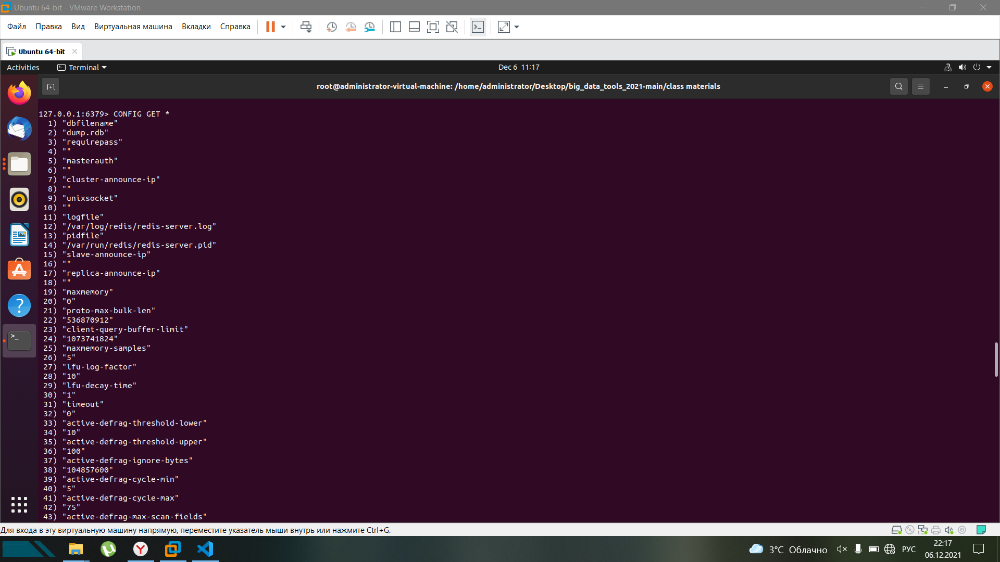 Ubuntu 64-bit - VMware Workstation
Файл Правка Вид Виртуальная машина Вкладки Справка
Ubuntu 64-bit
Activities Terminal Dec 6 11:17
root@administrator-virtual-machine: /home/administrator/Desktop/big_data_tools_2021-main/class materials
127.0.0.1:6379> CONFIG GET *
1) "dbfilename"
2) "dump.rdb"
3) "requirepass"
4) ""
5) "masterauth"
6) ""
7) "cluster-announce-ip"
8) ""
9) "unixsocket"
10) ""
11) "logfile"
12) "/var/log/redis/redis-server.log"
13) "pidfile"
14) "/var/run/redis/redis-server.pid"
15) "slave-announce-ip"
16) ""
17) "replica-announce-ip"
18) ""
19) "maxmemory"
20) "0"
21) "proto-max-bulk-len"
22) "536870912"
23) "client-query-buffer-limit"
24) "1073741824"
25) "maxmemory-samples"
26) "5"
27) "lfu-log-factor"
28) "10"
29) "lfu-decay-time"
30) "1"
31) "timeout"
32) "0"
33) "active-defrag-threshold-lower"
34) "10"
35) "active-defrag-threshold-upper"
36) "100"
37) "active-defrag-ignore-bytes"
38) "104857600"
39) "active-defrag-cycle-min"
40) "5"
41) "active-defrag-cycle-max"
42) "75"
43) "active-defrag-max-scan-fields"
Для входа в эту виртуальную машину напрямую, переместите указатель мыши внутрь или нажмите Ctrl+G.
3°C Облачно РУС 22:17
06.12.2021